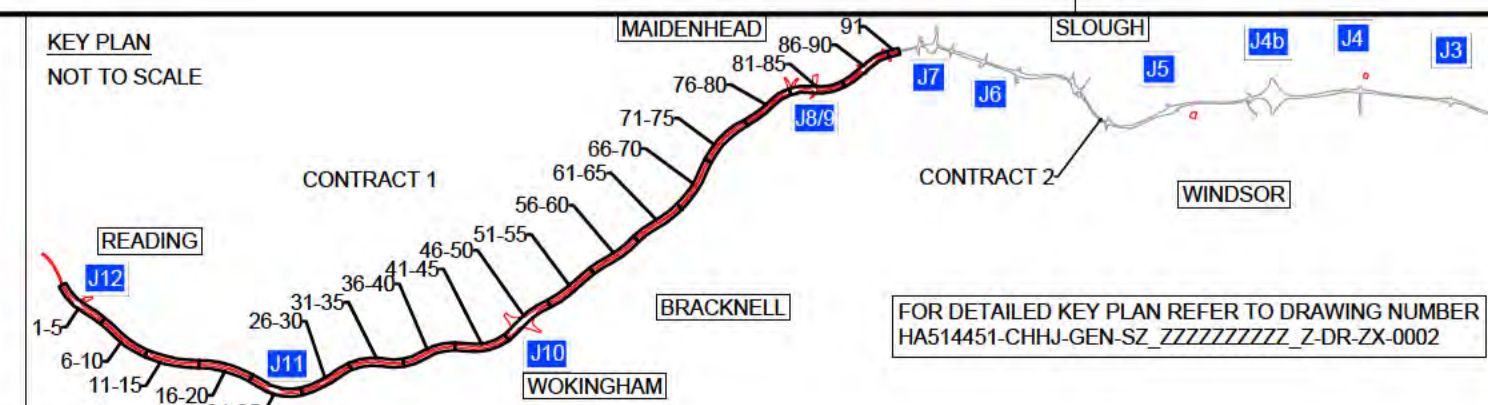 KEY PLAN
NOT TO SCALE
MAIDENHEAD
91
SLOUGH
86-90
81-85
76-80
J8/9
J7
J6
J5
J4b
J4
J3
71-75
66-70
61-65
CONTRACT 1
CONTRACT 2
WINDSOR
56-60
51-55
46-50
41-45
36-40
31-35
26-30
READING
J12
1-5
6-10
11-15
16-20
J11
J10
WOKINGHAM
BRACKNELL
FOR DETAILED KEY PLAN REFER TO DRAWING NUMBER
HA514451-CHHJ-GEN-SZ_ZZZZZZZZZZ_Z-DR-ZX-0002